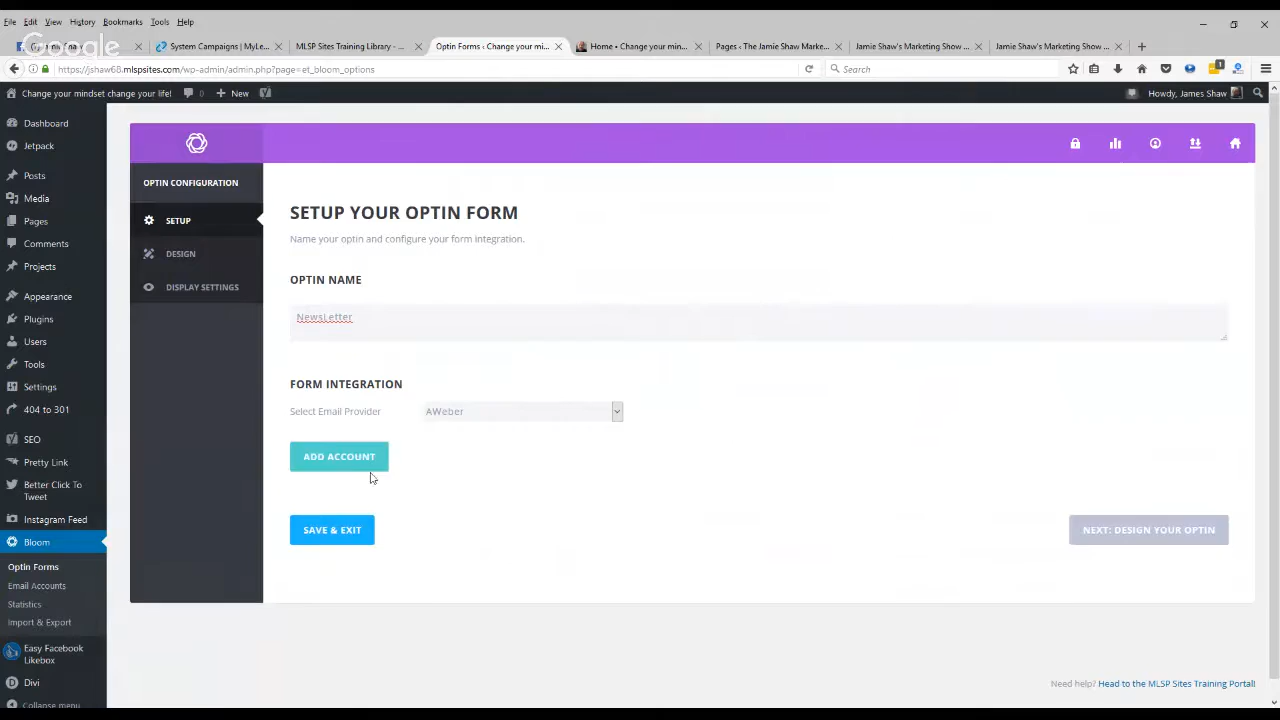 File Edit View History Bookmarks Tools Help
Google
System Campaigns | MyLe...
MLSP Sites Training Library - ...
Optin Forms ‹ Change your mi...
Home • Change your min...
Pages ‹ The Jamie Shaw Marke...
Jamie Shaw's Marketing Show ...
Jamie Shaw's Marketing Show ...
https://jshaw68.mlspsites.com/wp-admin/admin.php?page=et_bloom_options
Search
1
Change your mindset change your life!
0
New
Howdy, James Shaw
Dashboard
Jetpack
Posts
Media
Pages
Comments
Projects
Appearance
Plugins
Users
Tools
Settings
404 to 301
SEO
Pretty Link
Better Click To
Tweet
Instagram Feed
Bloom
Optin Forms
Email Accounts
Statistics
Import & Export
Easy Facebook
Likebox
Divi
Collapse menu
OPTIN CONFIGURATION
SETUP
DESIGN
DISPLAY SETTINGS
SETUP YOUR OPTIN FORM
Name your optin and configure your form integration.
OPTIN NAME
NewsLetter
FORM INTEGRATION
Select Email Provider
AWeber
ADD ACCOUNT
SAVE & EXIT
NEXT: DESIGN YOUR OPTIN
Need help? Head to the MLSP Sites Training Portal!